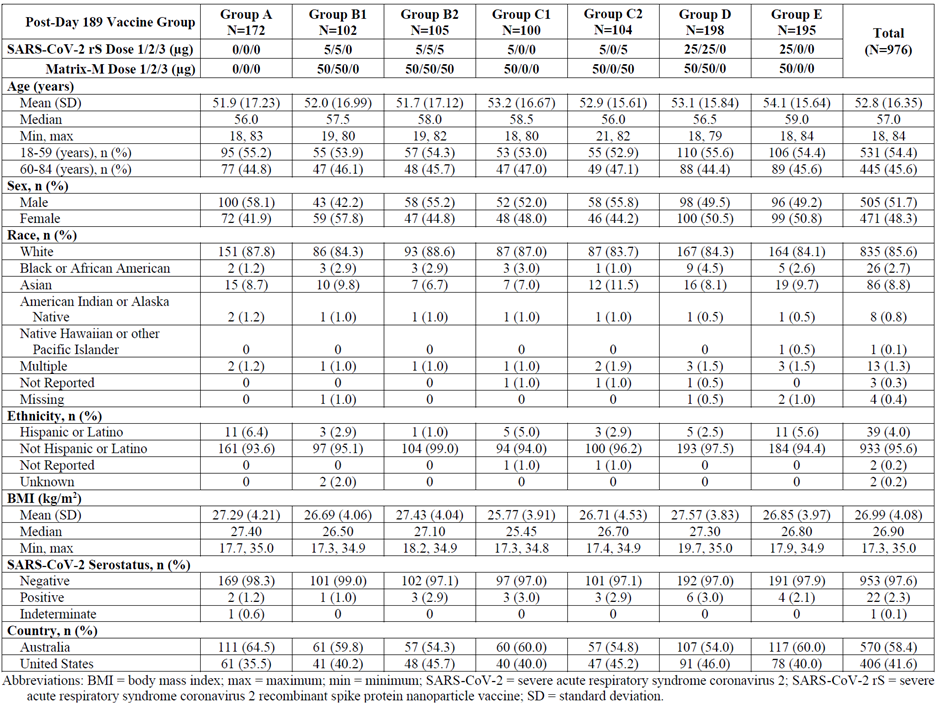 Post-Day 189 Vaccine Group Group A N=172 Group B1 N=102 Group B2 N=105 Group C1 N=100 Group C2 N=104 Group D N=198 Group E N=195 Total (N=976)
SARS-CoV-2 rS Dose 1/2/3 (µg) 0/0/0 5/5/0 5/5/5 5/0/0 5/0/5 25/25/0 25/0/0
Matrix-M Dose 1/2/3 (µg) 0/0/0 50/50/0 50/50/50 50/0/0 50/0/50 50/50/0 50/0/0
Age (years)
Mean (SD) 51.9 (17.23) 52.0 (16.99) 51.7 (17.12) 53.2 (16.67) 52.9 (15.61) 53.1 (15.84) 54.1 (15.64) 52.8 (16.35)
Median 56.0 57.5 58.0 58.5 56.0 56.5 59.0 57.0
Min, max 18, 83 19, 80 19, 82 18, 80 21, 82 18, 79 18, 84 18, 84
18-59 (years), n (%) 95 (55.2) 55 (53.9) 57 (54.3) 53 (53.0) 55 (52.9) 110 (55.6) 106 (54.4) 531 (54.4)
60-84 (years), n (%) 77 (44.8) 47 (46.1) 48 (45.7) 47 (47.0) 49 (47.1) 88 (44.4) 89 (45.6) 445 (45.6)
Sex, n (%)
Male 100 (58.1) 43 (42.2) 58 (55.2) 52 (52.0) 58 (55.8) 98 (49.5) 96 (49.2) 505 (51.7)
Female 72 (41.9) 59 (57.8) 47 (44.8) 48 (48.0) 46 (44.2) 100 (50.5) 99 (50.8) 471 (48.3)
Race, n (%)
White 151 (87.8) 86 (84.3) 93 (88.6) 87 (87.0) 87 (83.7) 167 (84.3) 164 (84.1) 835 (85.6)
Black or African American 2 (1.2) 3 (2.9) 3 (2.9) 3 (3.0) 1 (1.0) 9 (4.5) 5 (2.6) 26 (2.7)
Asian 15 (8.7) 10 (9.8) 7 (6.7) 7 (7.0) 12 (11.5) 16 (8.1) 19 (9.7) 86 (8.8)
American Indian or Alaska
Native 2 (1.2) 1 (1.0) 1 (1.0) 1 (1.0) 1 (1.0) 1 (0.5) 1 (0.5) 8 (0.8)
Native Hawaiian or other
Pacific Islander 0 0 0 0 0 0 1 (0.5) 1 (0.1)
Multiple 2 (1.2) 1 (1.0) 1 (1.0) 1 (1.0) 2 (1.9) 3 (1.5) 3 (1.5) 13 (1.3)
Not Reported 0 0 0 1 (1.0) 1 (1.0) 1 (0.5) 0 3 (0.3)
Missing 0 1 (1.0) 0 0 0 1 (0.5) 2 (1.0) 4 (0.4)
Ethnicity, n (%)
Hispanic or Latino 11 (6.4) 3 (2.9) 1 (1.0) 5 (5.0) 3 (2.9) 5 (2.5) 11 (5.6) 39 (4.0)
Not Hispanic or Latino 161 (93.6) 97 (95.1) 104 (99.0) 94 (94.0) 100 (96.2) 193 (97.5) 184 (94.4) 933 (95.6)
Not Reported 0 0 0 1 (1.0) 1 (1.0) 0 0 2 (0.2)
Unknown 0 2 (2.0) 0 0 0 0 0 2 (0.2)
BMI (kg/m²)
Mean (SD) 27.29 (4.21) 26.69 (4.06) 27.43 (4.04) 25.77 (3.91) 26.71 (4.53) 27.57 (3.83) 26.85 (3.97) 26.99 (4.08)
Median 27.40 26.50 27.10 25.45 26.70 27.30 26.80 26.90
Min, max 17.7, 35.0 17.3, 34.9 18.2, 34.9 17.3, 34.8 17.4, 34.9 19.7, 35.0 17.9, 34.9 17.3, 35.0
SARS-CoV-2 Serostatus, n (%)
Negative 169 (98.3) 101 (99.0) 102 (97.1) 97 (97.0) 101 (97.1) 192 (97.0) 191 (97.9) 953 (97.6)
Positive 2 (1.2) 1 (1.0) 3 (2.9) 3 (3.0) 3 (2.9) 6 (3.0) 4 (2.1) 22 (2.3)
Indeterminate 1 (0.6) 0 0 0 0 0 0 1 (0.1)
Country, n (%)
Australia 111 (64.5) 61 (59.8) 57 (54.3) 60 (60.0) 57 (54.8) 107 (54.0) 117 (60.0) 570 (58.4)
United States 61 (35.5) 41 (40.2) 48 (45.7) 40 (40.0) 47 (45.2) 91 (46.0) 78 (40.0) 406 (41.6)
Abbreviations: BMI = body mass index; max = maximum; min = minimum; SARS-CoV-2 = severe acute respiratory syndrome coronavirus 2; SARS-CoV-2 rS = severe
acute respiratory syndrome coronavirus 2 recombinant spike protein nanoparticle vaccine; SD = standard deviation.